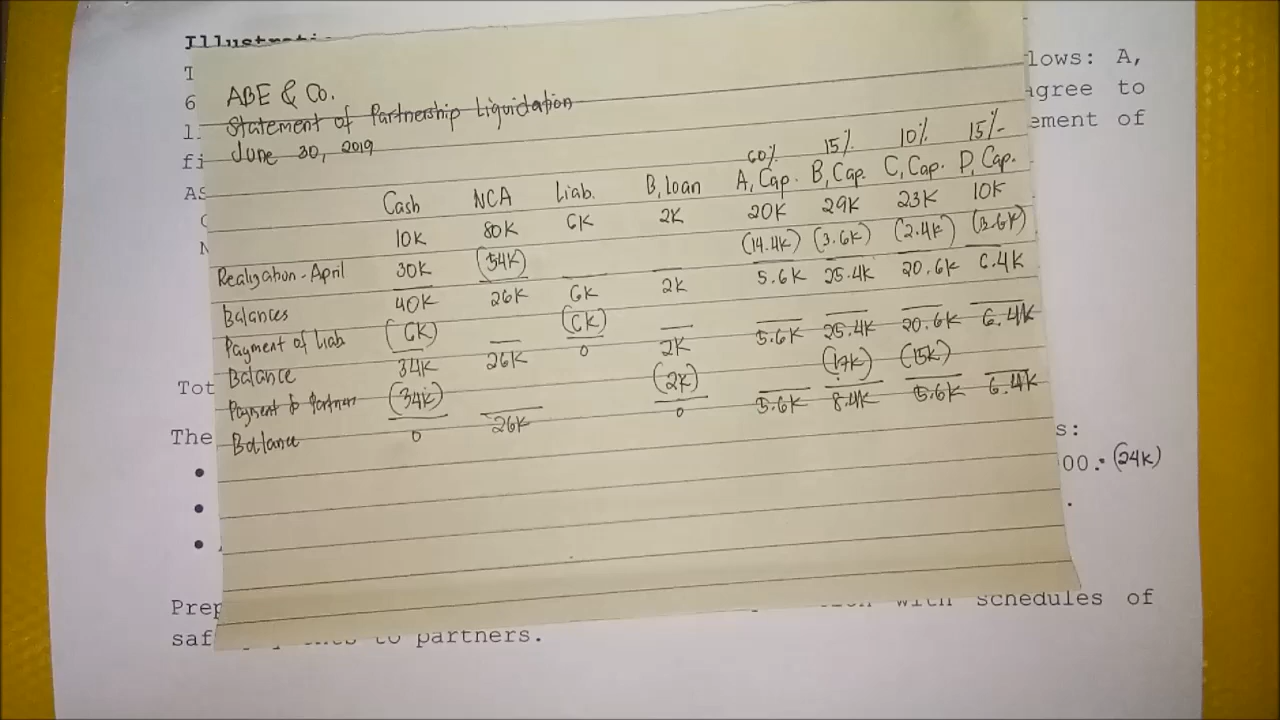 Illustrati
T lows: A,
6 agree to
l. ement of
fi
AS
Tot
The s:
00. (24K)
Prep with schedules of
saf to partners.
ABE & Co.
Statement of Partnership Liquidation
June 30, 2019
60% 15% 10% 15%
Cash NCA Liab. B, loan A, Cap. B, Cap. C, Cap. D, Cap.
10K 80K 6K 2K 20K 29K 23K 10K
Realization - April 30K (54K) (14.4K) (3.6K) (2.4K) (3.6K)
Balances 40K 26K 6K 2K 5.6K 25.4K 20.6K 6.4K
Payment of Liab. (6K) (6K)
Balance 34K 26K 0 2K 5.6K 25.4K 20.6K 6.4K
Payment to Partners (34K) (2K) (17K) (15K)
Balance 0 26K 0 5.6K 8.4K 5.6K 6.4K